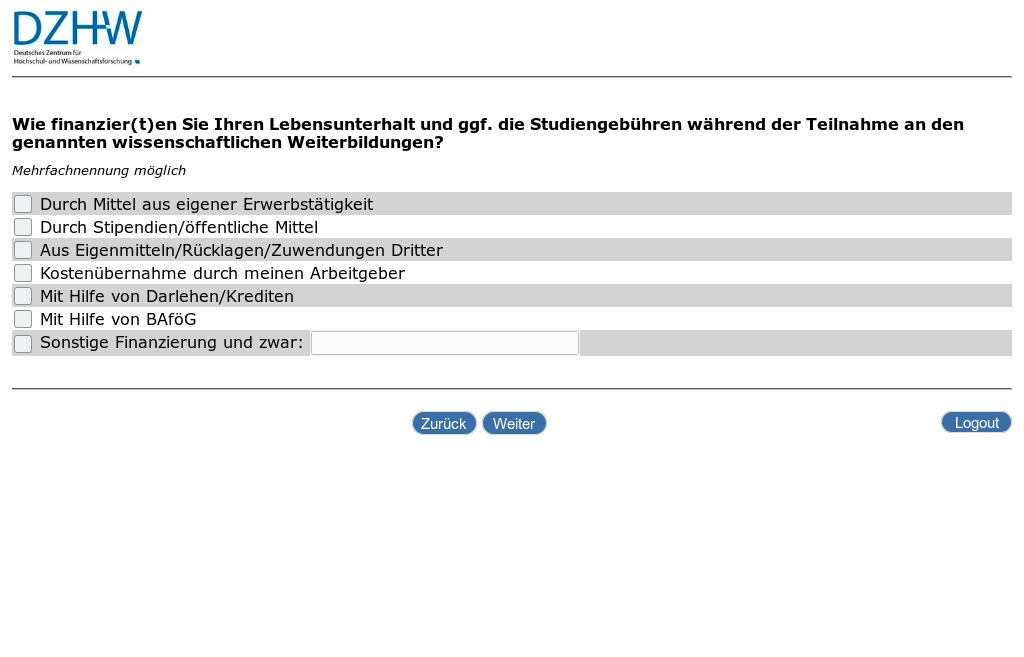 DZHW
Deutsches Zentrum für
Hochschul- und Wissenschaftsforschung
Wie finanzier(t)en Sie Ihren Lebensunterhalt und ggf. die Studiengebühren während der Teilnahme an den
genannten wissenschaftlichen Weiterbildungen?
Mehrfachnennung möglich
Durch Mittel aus eigener Erwerbstätigkeit
Durch Stipendien/öffentliche Mittel
Aus Eigenmitteln/Rücklagen/Zuwendungen Dritter
Kostenübernahme durch meinen Arbeitgeber
Mit Hilfe von Darlehen/Krediten
Mit Hilfe von BAföG
Sonstige Finanzierung und zwar:
Zurück Weiter Logout